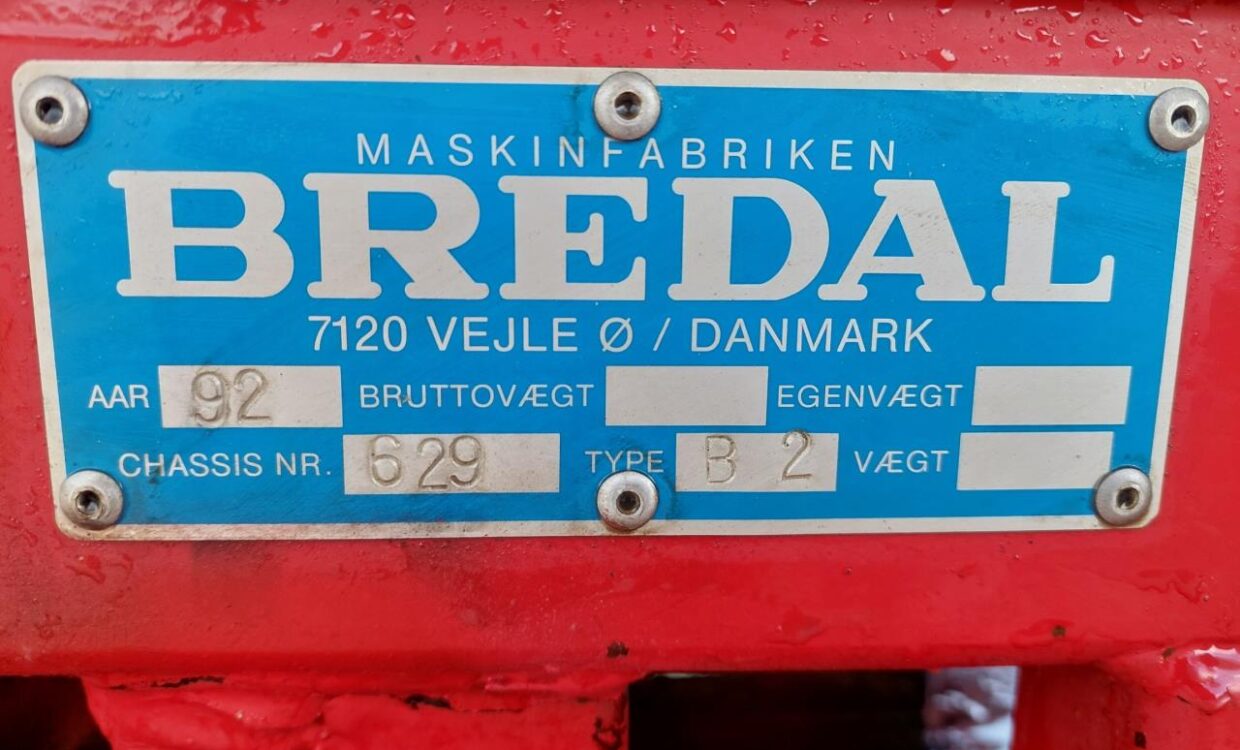 MASKINFABRIKEN
BREDAL
7120 VEJLE Ø / DANMARK
AAR 92 BRUTTOVÆGT EGENVÆGT
CHASSIS NR. 629 TYPE B 2 VÆGT